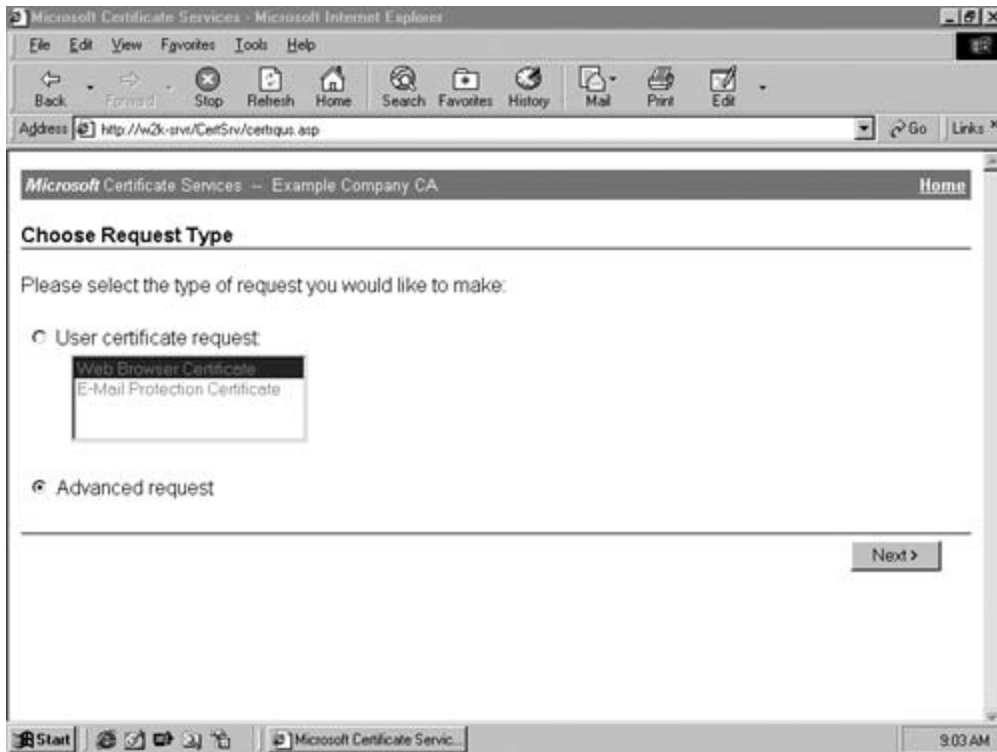 Microsoft Certificate Services - Microsoft Internet Explorer
File Edit View Favorites Tools Help
Back Forward Stop Refresh Home Search Favorites History Mail Print Edit
Address http://w2k-srvr/CertSrv/certrqus.asp Go Links »
Microsoft Certificate Services -- Example Company CA Home
Choose Request Type
Please select the type of request you would like to make:
User certificate request:
Web Browser Certificate
E-Mail Protection Certificate
Advanced request
Next >
Start Microsoft Certificate Servic... 9:03 AM